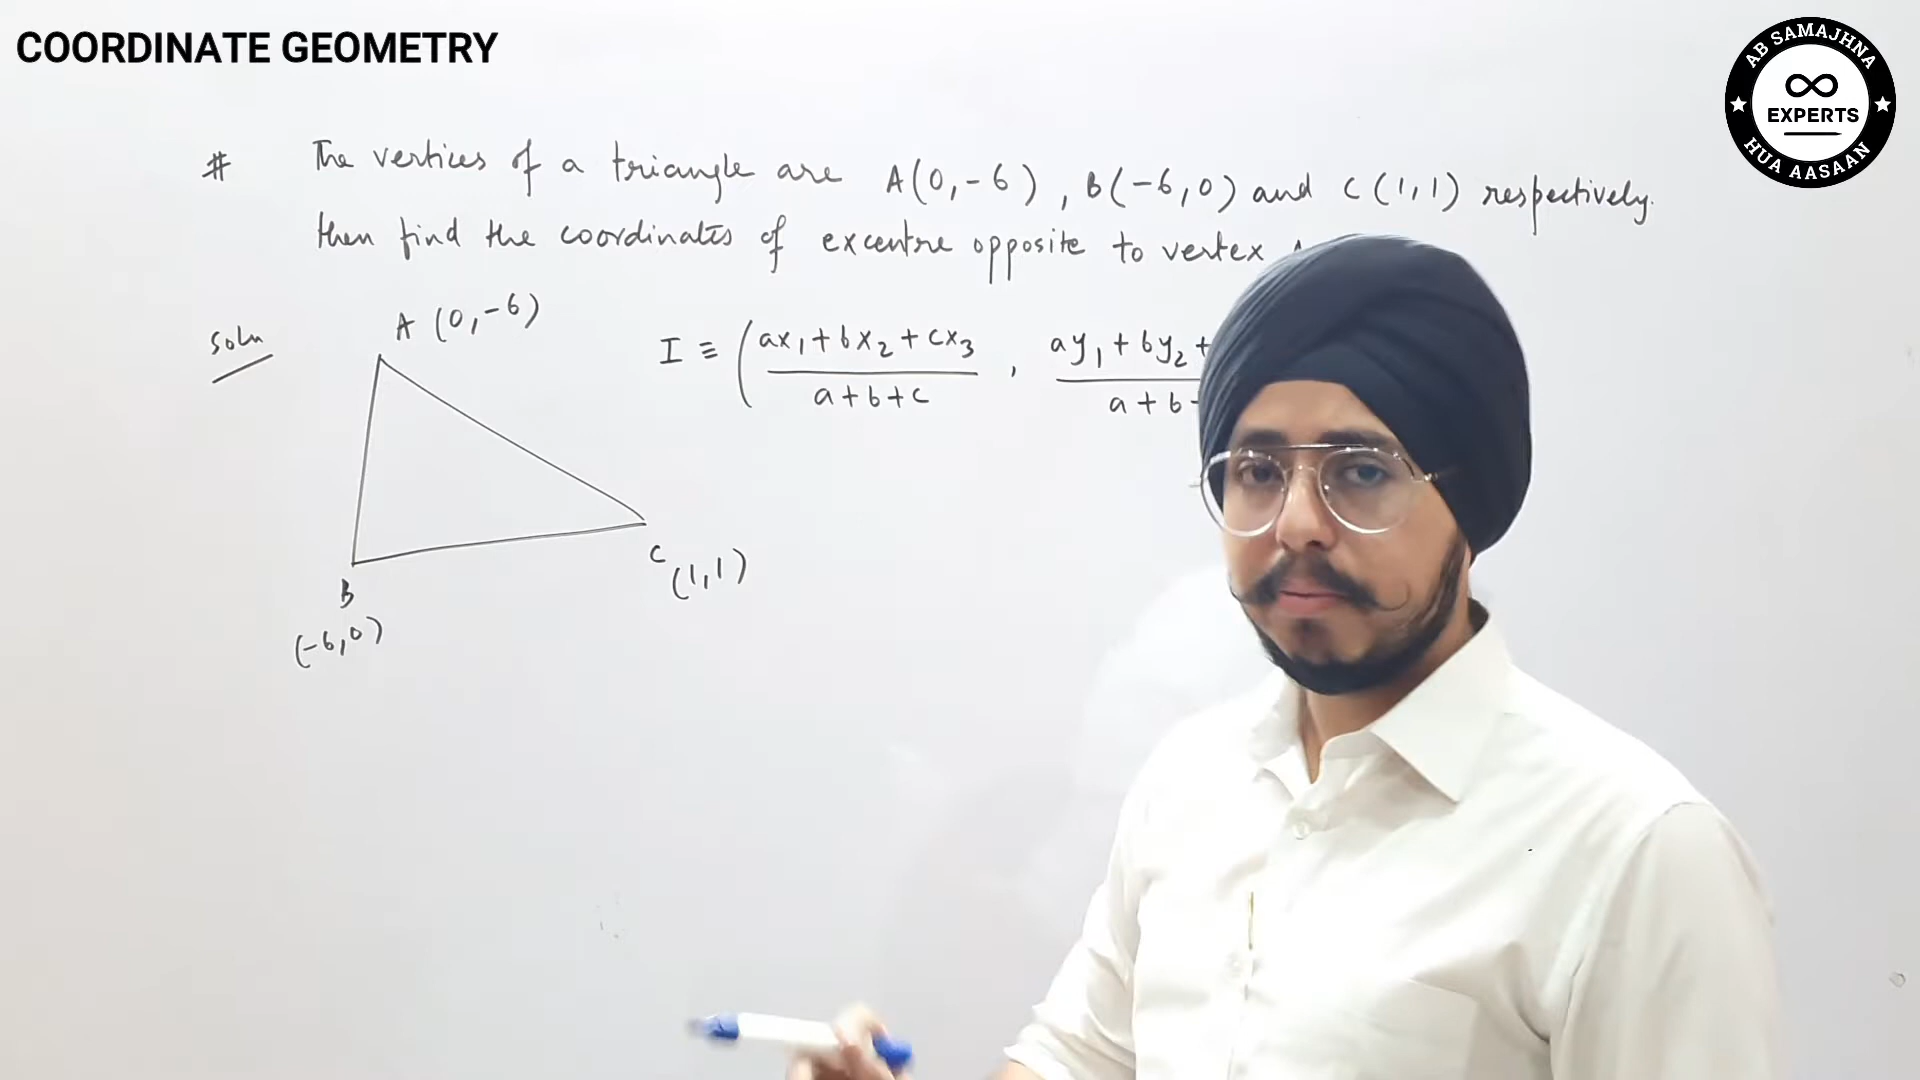 COORDINATE GEOMETRY
AB SAMAJHNA
∞
EXPERTS
HUA AASAAN
# The vertices of a triangle are A(0,-6), B(-6,0) and C(1,1) respectively.
then find the coordinates of excentre opposite to vertex
Soln
A (0,-6)
I ≡ ( ax₁+bx₂+cx₃ / a+b+c , ay₁+by₂+ / a+b
C (1,1)
B
(-6,0)